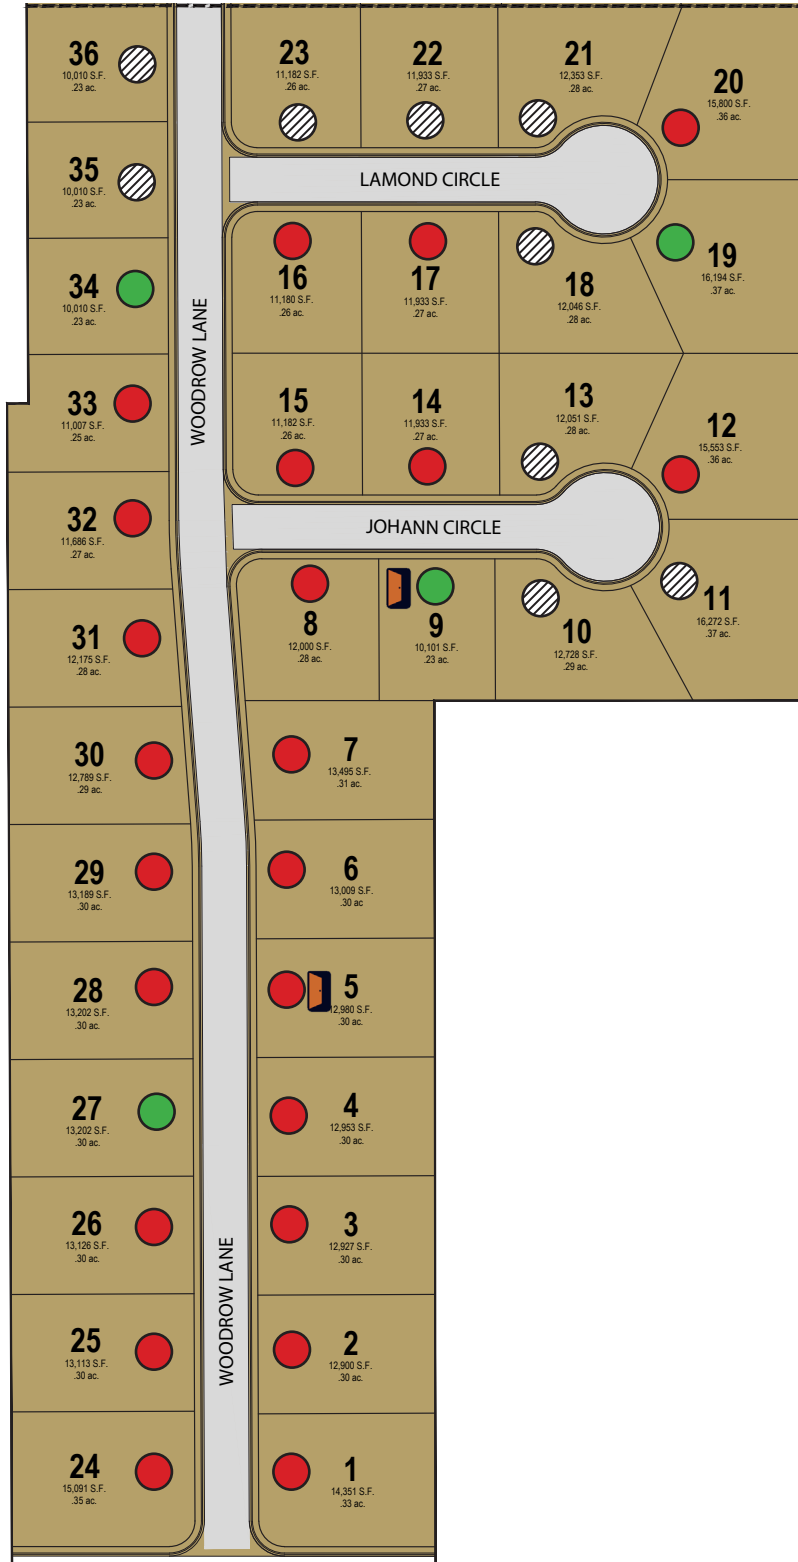 36
10,010 S.F.
.23 ac.
23
11,182 S.F.
.26 ac.
22
11,933 S.F.
.27 ac.
21
12,353 S.F.
.28 ac.
20
15,800 S.F.
.36 ac.
35
10,010 S.F.
.23 ac.
LAMOND CIRCLE
34
10,010 S.F.
.23 ac.
16
11,180 S.F.
.26 ac.
17
11,933 S.F.
.27 ac.
18
12,046 S.F.
.28 ac.
19
16,194 S.F.
.37 ac.
WOODROW LANE
33
11,007 S.F.
.25 ac.
15
11,182 S.F.
.26 ac.
14
11,933 S.F.
.27 ac.
13
12,051 S.F.
.28 ac.
12
15,553 S.F.
.36 ac.
32
11,686 S.F.
.27 ac.
JOHANN CIRCLE
31
12,175 S.F.
.28 ac.
8
12,000 S.F.
.28 ac.
9
10,101 S.F.
.23 ac.
10
12,728 S.F.
.29 ac.
11
16,272 S.F.
.37 ac.
30
12,789 S.F.
.29 ac.
7
13,495 S.F.
.31 ac.
29
13,189 S.F.
.30 ac.
6
13,009 S.F.
.30 ac
28
13,202 S.F.
.30 ac.
5
12,980 S.F.
.30 ac.
27
13,202 S.F.
.30 ac.
4
12,953 S.F.
.30 ac.
26
13,126 S.F.
.30 ac.
3
12,927 S.F.
.30 ac.
WOODROW LANE
25
13,113 S.F.
.30 ac.
2
12,900 S.F.
.30 ac.
24
15,091 S.F.
.35 ac.
1
14,351 S.F.
.33 ac.